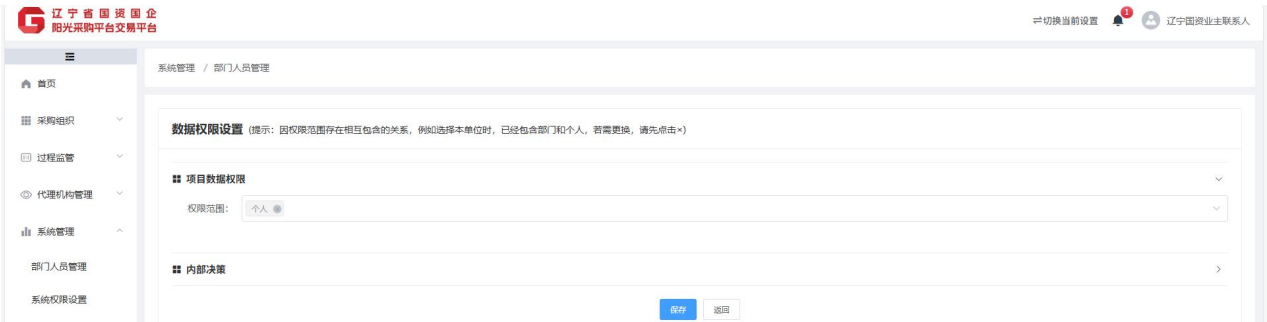 辽宁省国资国企
阳光采购平台交易平台
切换当前设置
1
辽宁国资业主联系人
首页
采购组织
过程监管
代理机构管理
系统管理
部门人员管理
系统权限设置
系统管理 / 部门人员管理
数据权限设置 (提示：因权限范围存在相互包含的关系，例如选择本单位时，已经包含部门和个人，若需更换，请先点击×)
项目数据权限
权限范围： 个人
内部决策
保存 返回